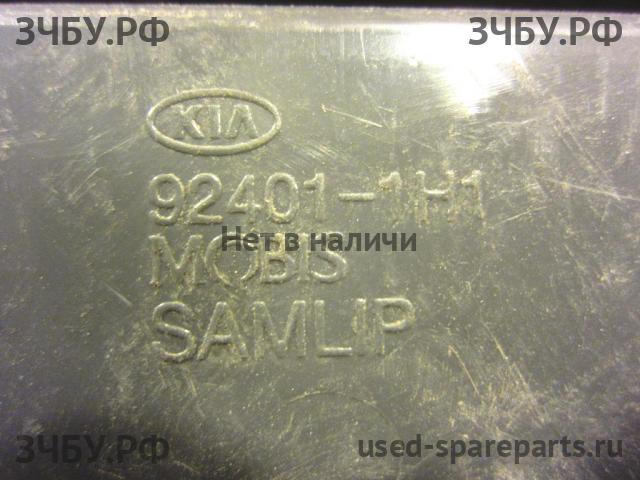 ЗЧБУ.РФ ЗЧБУ.РФ
KIA
92401-1H1
Нет в наличи
MOBIS
SAMLIP
ЗЧБУ.РФ used-spareparts.ru